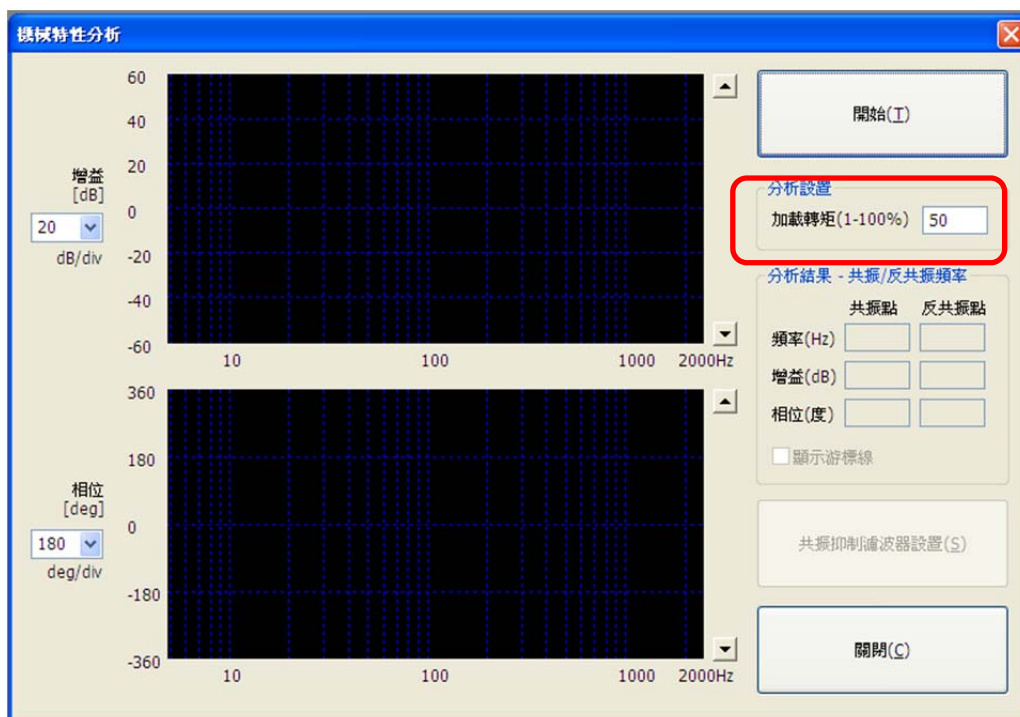 機械特性分析
60
40
20
0
-20
-40
-60
增益
[dB]
20
dB/div
10 100 1000 2000Hz
360
180
0
-180
-360
相位
[deg]
180
deg/div
10 100 1000 2000Hz
開始(T)
分析設置
加載轉矩(1-100%) 50
分析結果 - 共振/反共振頻率
共振點 反共振點
頻率(Hz)
增益(dB)
相位(度)
顯示游標線
共振抑制濾波器設置(S)
關閉(C)